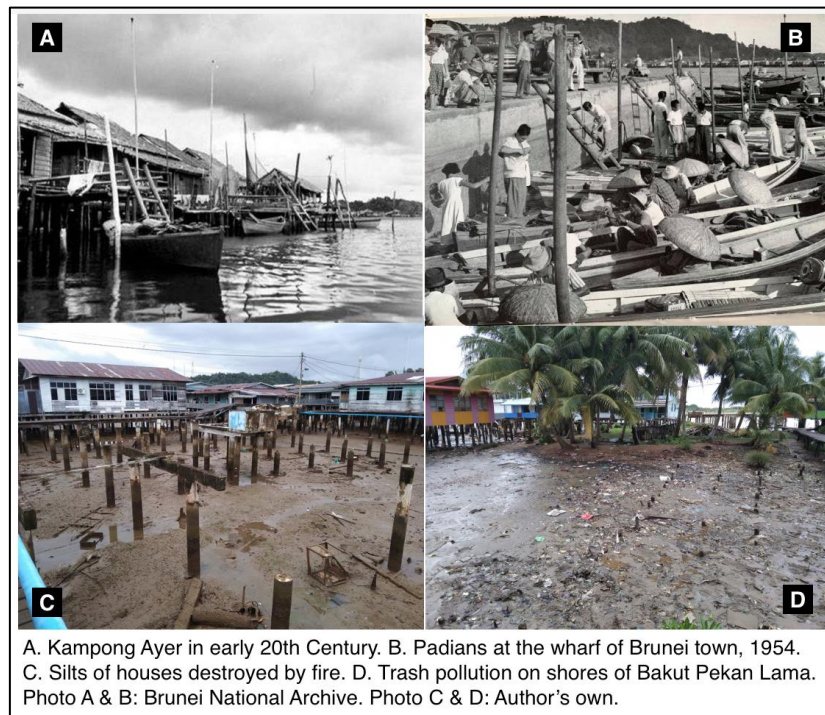 A
B
C
D
A. Kampong Ayer in early 20th Century. B. Padians at the wharf of Brunei town, 1954.
C. Silts of houses destroyed by fire. D. Trash pollution on shores of Bakut Pekan Lama.
Photo A & B: Brunei National Archive. Photo C & D: Author's own.